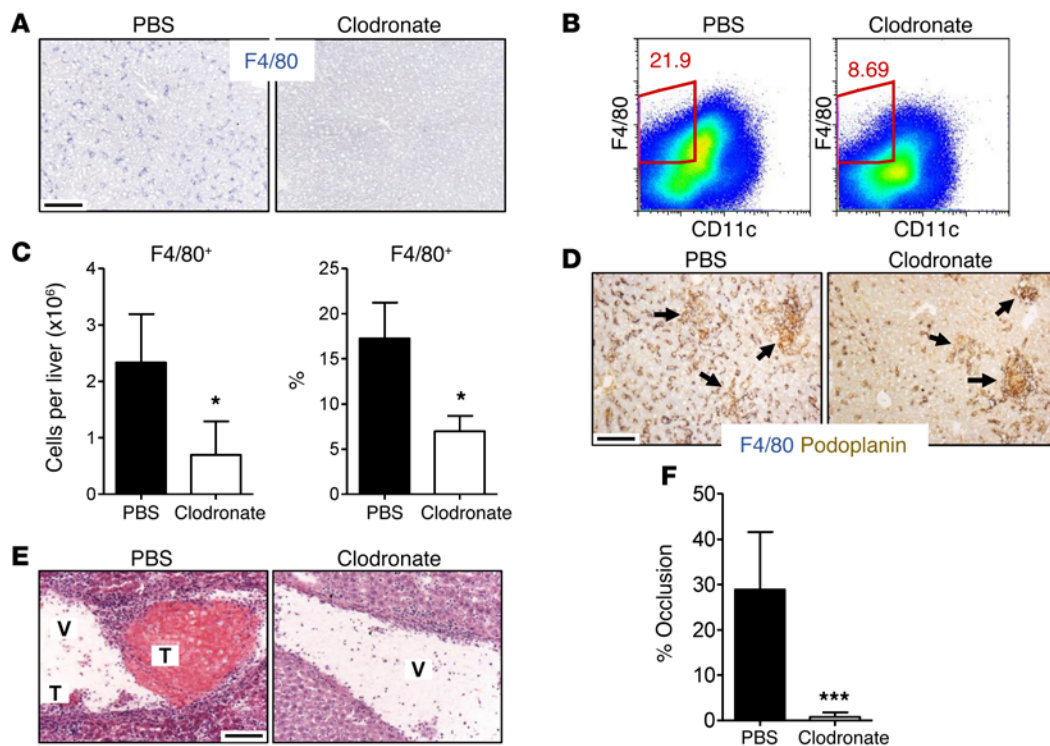 A
PBS
Clodronate
F4/80
B
PBS
Clodronate
21.9
8.69
F4/80
F4/80
CD11c
CD11c
C
F4/80⁺
F4/80⁺
Cells per liver (x10⁶)
4
3
2
1
0
*
PBS
Clodronate
%
25
20
15
10
5
0
*
PBS
Clodronate
D
PBS
Clodronate
F4/80 Podoplanin
E
PBS
Clodronate
V
T
T
V
F
% Occlusion
50
40
30
20
10
0
***
PBS
Clodronate